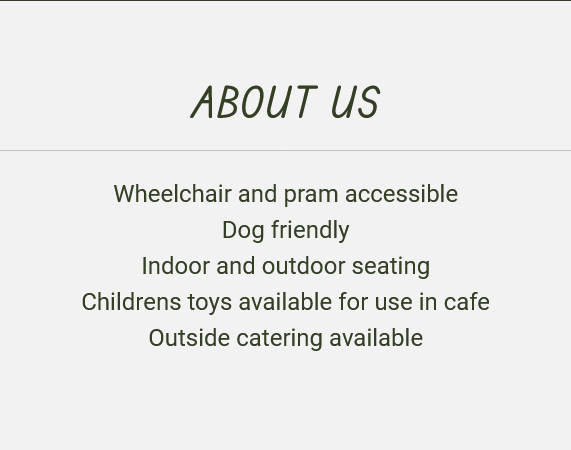 ABOUT US
Wheelchair and pram accessible
Dog friendly
Indoor and outdoor seating
Childrens toys available for use in cafe
Outside catering available